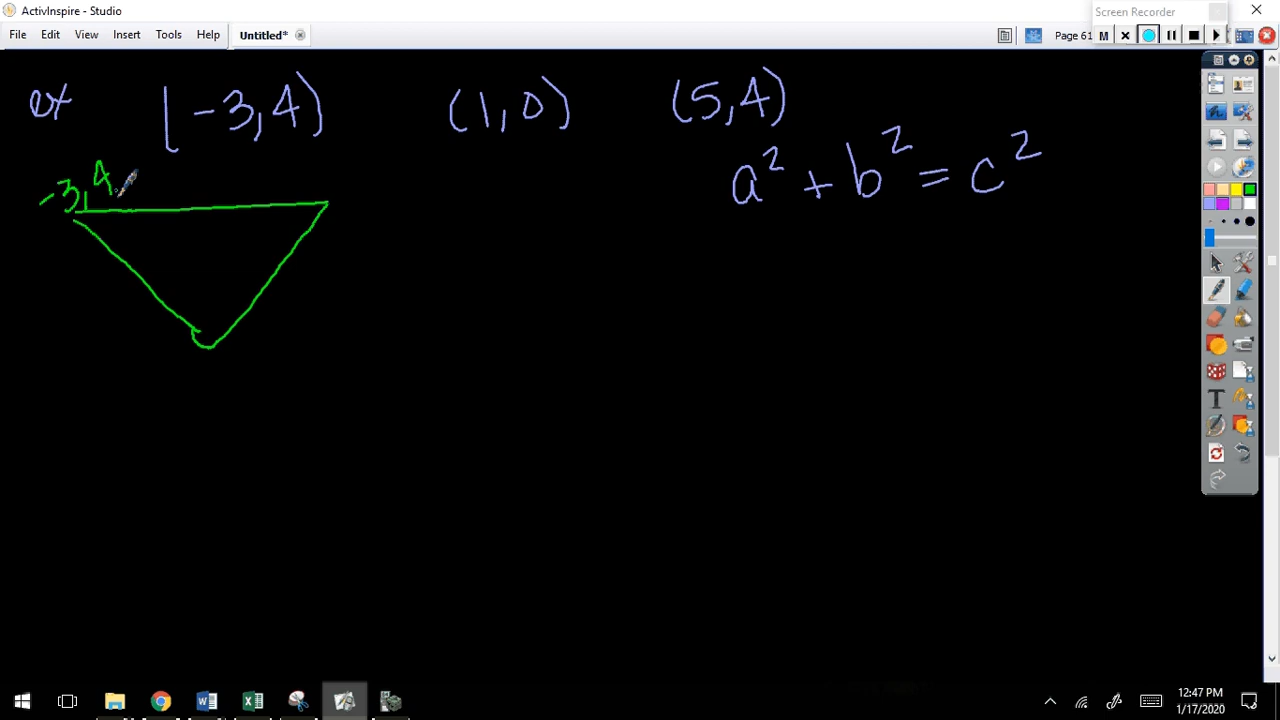 ActivInspire - Studio
Screen Recorder
File Edit View Insert Tools Help Untitled*
Page 61
M
ex (-3,4) (1,0) (5,4)
a² + b² = c²
-3,4
T
12:47 PM
1/17/2020